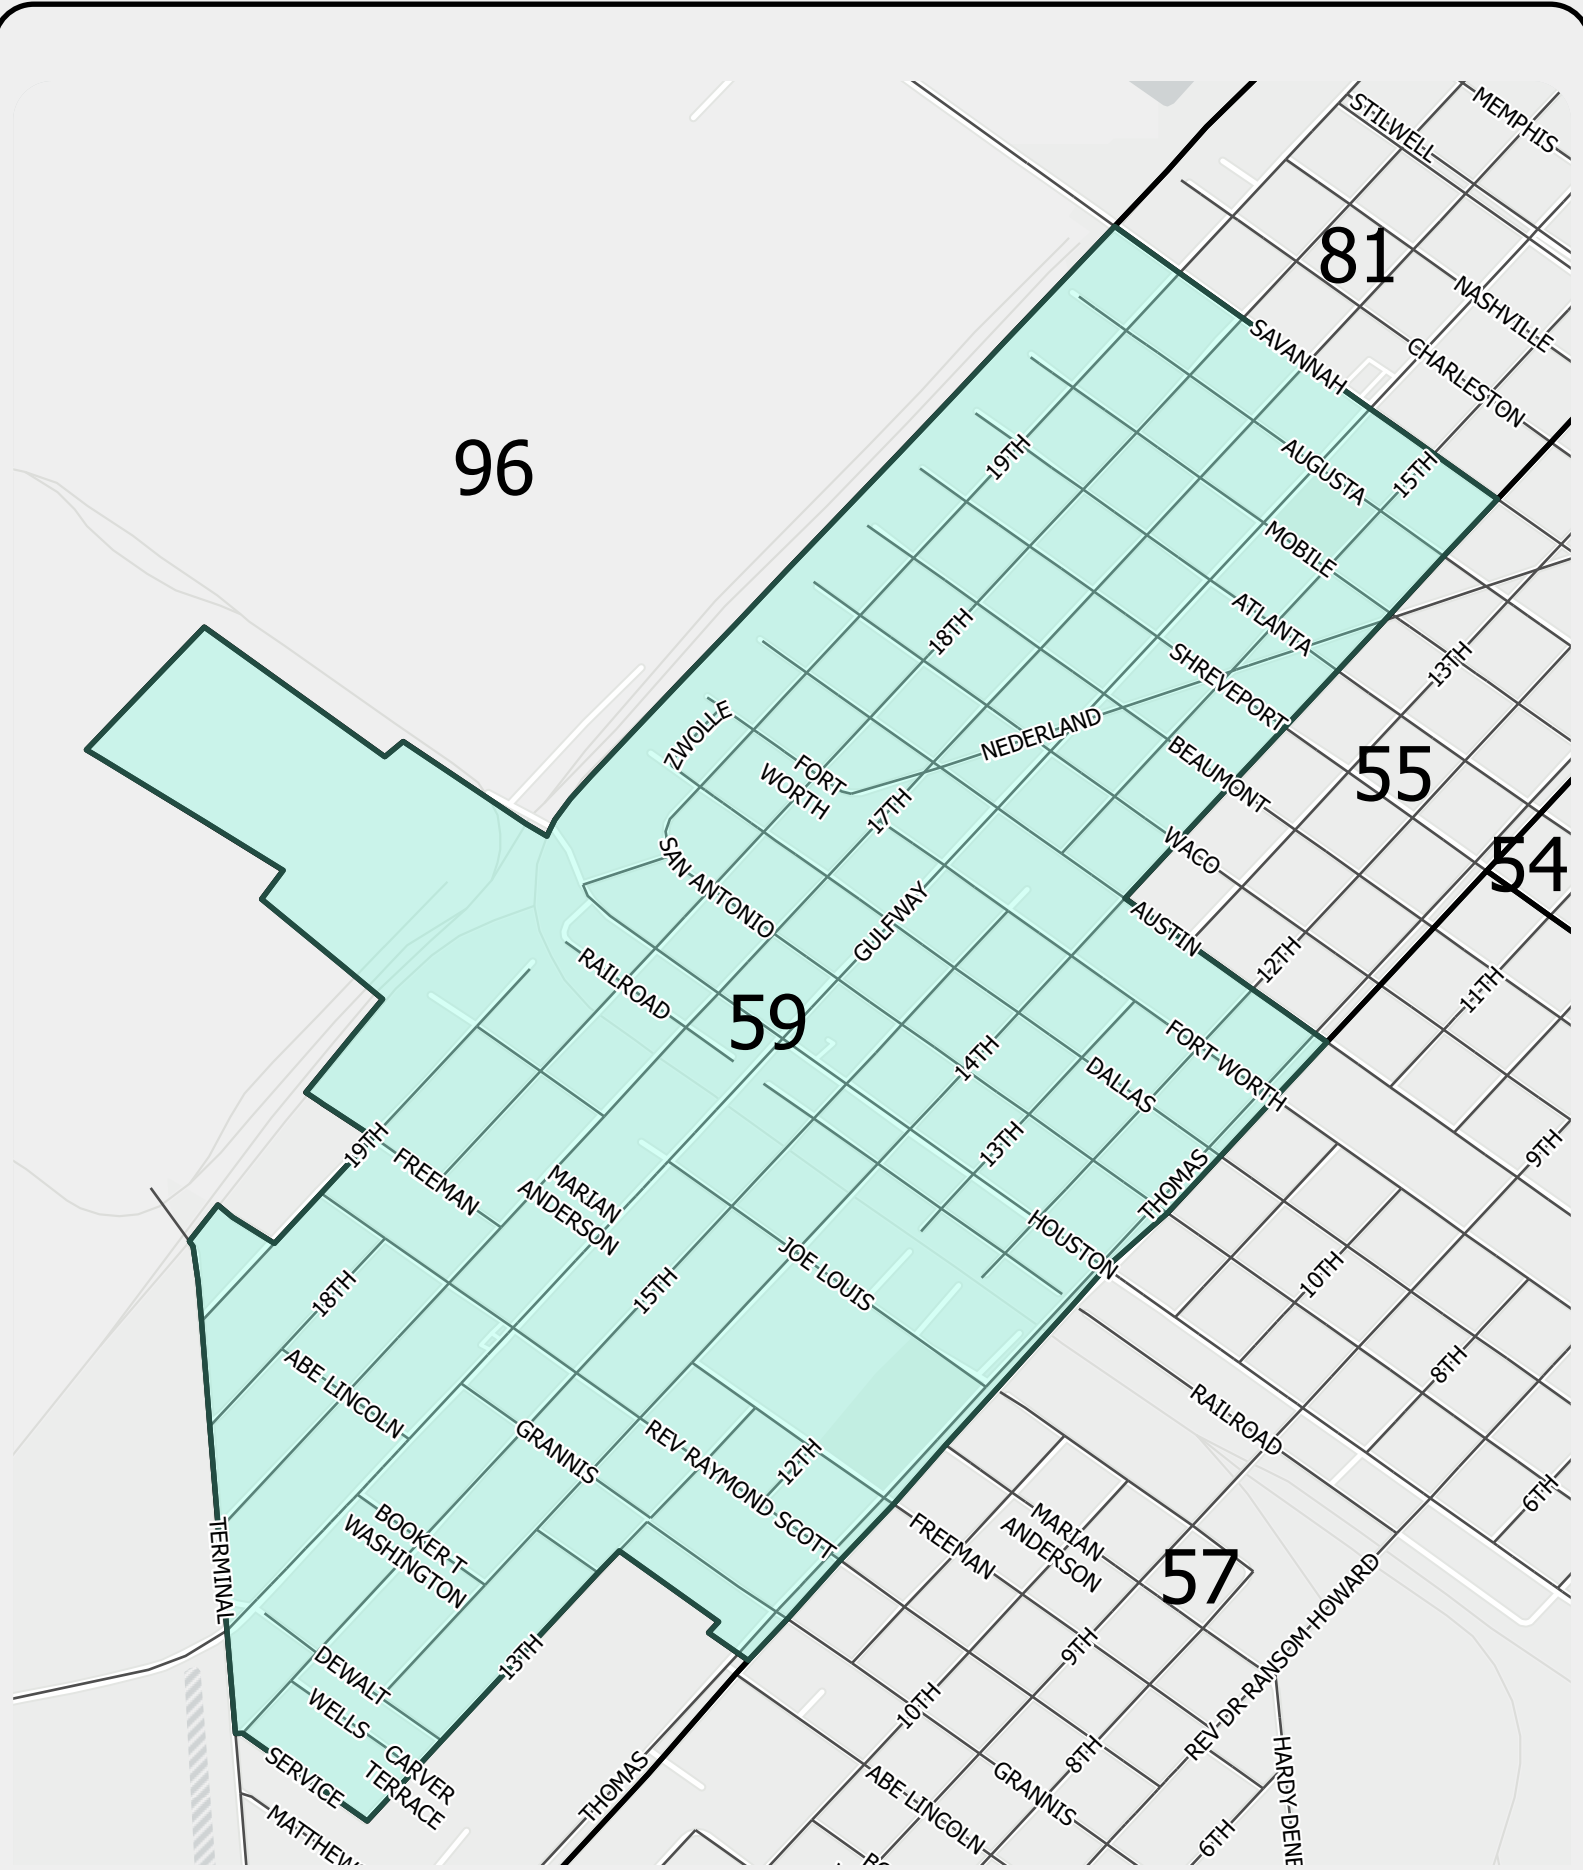 MEMPHIS
STILWELL
81
NASHVILLE
SAVANNAH
CHARLESTON
96
19TH
AUGUSTA
15TH
MOBILE
ATLANTA
18TH
SHREVEPORT
13TH
ZWOLLE
NEDERLAND
FORT
WORTH
BEAUMONT
55
17TH
WACO
54
SAN ANTONIO
GULFWAY
AUSTIN
12TH
11TH
RAILROAD
59
14TH
FORT WORTH
DALLAS
19TH
FREEMAN
13TH
THOMAS
9TH
MARIAN
ANDERSON
HOUSTON
JOE LOUIS
18TH
15TH
10TH
ABE LINCOLN
8TH
GRANNIS
REV RAYMOND SCOTT
12TH
RAILROAD
6TH
TERMINAL
BOOKER T
WASHINGTON
FREEMAN
MARIAN
ANDERSON
57
REV-DR-RANSOM-HOWARD
13TH
9TH
DEWALT
WELLS
10TH
SERVICE
CARVER
TERRACE
THOMAS
8TH
HARDY-DENE
ABE-LINCOLN
GRANNIS
MATTHEW
6TH